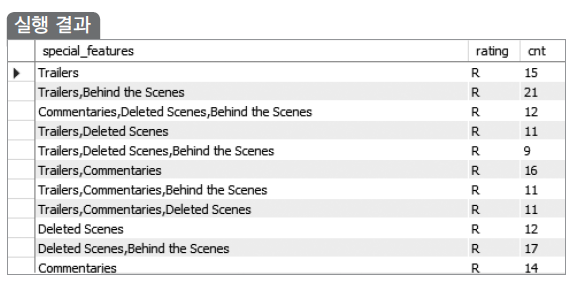 실행 결과
special_features rating cnt
Trailers R 15
Trailers,Behind the Scenes R 21
Commentaries,Deleted Scenes,Behind the Scenes R 12
Trailers,Deleted Scenes R 11
Trailers,Deleted Scenes,Behind the Scenes R 9
Trailers,Commentaries R 16
Trailers,Commentaries,Behind the Scenes R 11
Trailers,Commentaries,Deleted Scenes R 11
Deleted Scenes R 12
Deleted Scenes,Behind the Scenes R 17
Commentaries R 14